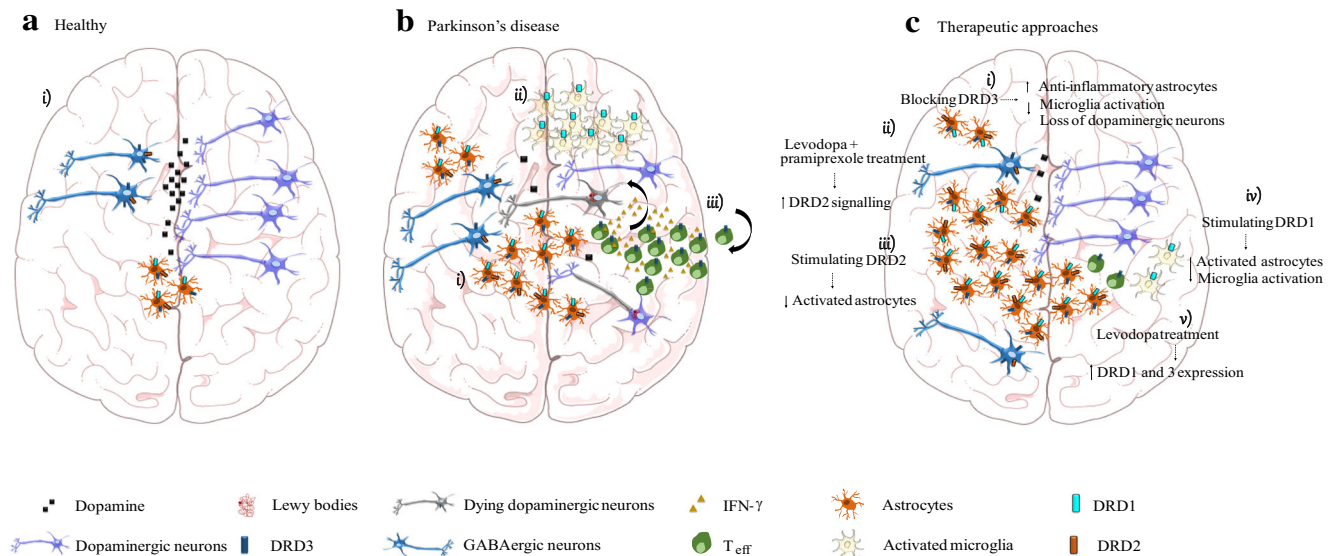 a Healthy
i)
b Parkinson's disease
ii)
iii)
i)
c Therapeutic approaches
i)
Blocking DRD3
↑ Anti-inflammatory astrocytes
↓ Microglia activation
Loss of dopaminergic neurons
ii)
Levodopa +
pramiprexole treatment
↑ DRD2 signalling
iii)
Stimulating DRD2
↓ Activated astrocytes
iv)
Stimulating DRD1
↓ Activated astrocytes
Microglia activation
v)
Levodopa treatment
↑ DRD1 and 3 expression
Dopamine
Lewy bodies
Dying dopaminergic neurons
IFN-γ
Astrocytes
DRD1
Dopaminergic neurons
DRD3
GABAergic neurons
T eff
Activated microglia
DRD2